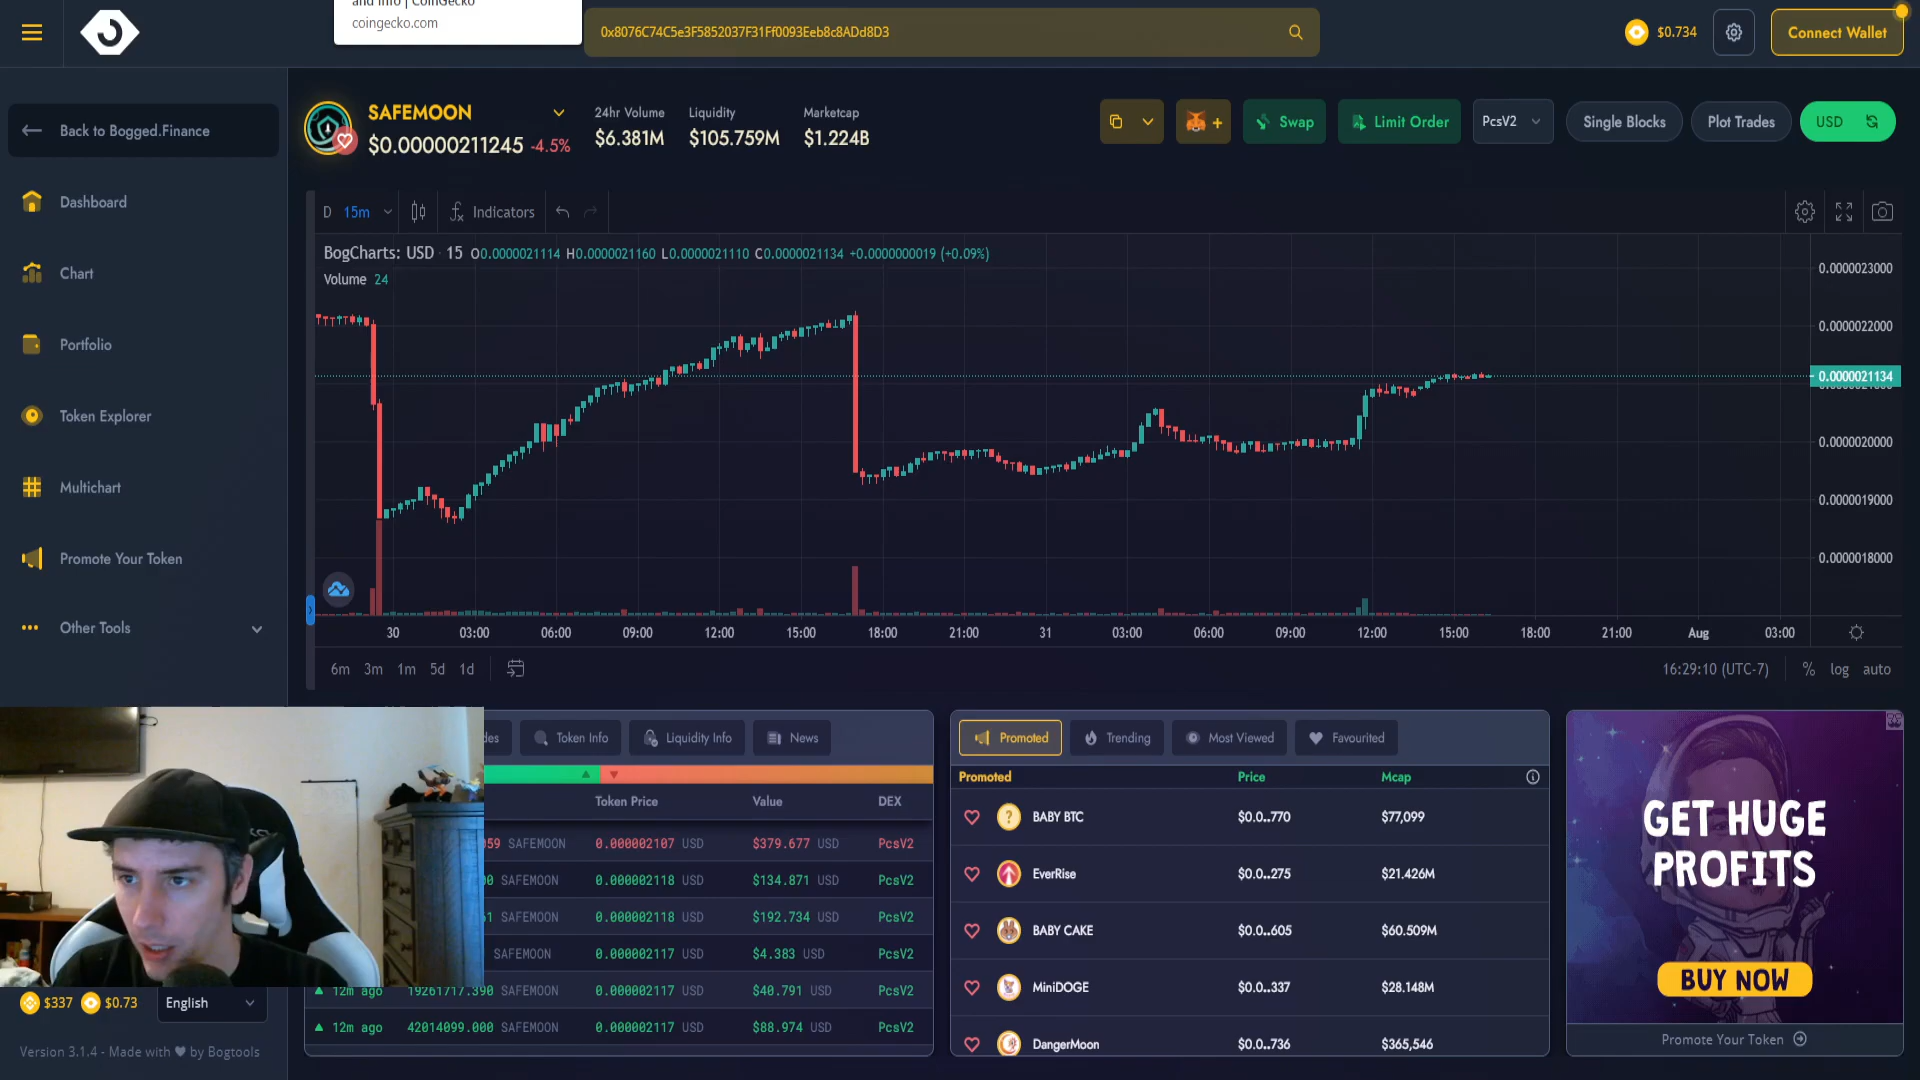 and Info | CoinGecko
coingecko.com
0x8076C74C5e3F5852037F31Ff0093Eeb8c8ADd8D3
$0.734
Connect Wallet
Back to Bogged.Finance
SAFEMOON
$0.00000211245 -4.5%
24hr Volume
$6.381M
Liquidity
$105.759M
Marketcap
$1.224B
+
Swap
Limit Order
PcsV2
Single Blocks
Plot Trades
USD
Dashboard
Chart
Portfolio
Token Explorer
Multichart
Promote Your Token
Other Tools
D 15m Indicators
BogCharts: USD · 15 O0.0000021114 H0.0000021160 L0.0000021110 C0.0000021134 +0.0000000019 (+0.09%)
Volume 24
0.0000023000
0.0000022000
0.0000021134
0.0000020000
0.0000019000
0.0000018000
30 03:00 06:00 09:00 12:00 15:00 18:00 21:00 31 03:00 06:00 09:00 12:00 15:00 18:00 21:00 Aug 03:00
6m 3m 1m 5d 1d
16:29:10 (UTC-7) % log auto
des Token Info Liquidity Info News
Token Price Value DEX
059 SAFEMOON 0.000002107 USD $379.677 USD PcsV2
00 SAFEMOON 0.000002118 USD $134.871 USD PcsV2
61 SAFEMOON 0.000002118 USD $192.734 USD PcsV2
SAFEMOON 0.000002117 USD $4.383 USD PcsV2
12m ago 19261717.390 SAFEMOON 0.000002117 USD $40.791 USD PcsV2
12m ago 42014099.000 SAFEMOON 0.000002117 USD $88.974 USD PcsV2
Promoted Trending Most Viewed Favourited
Promoted Price Mcap
BABY BTC $0.0..770 $77,099
EverRise $0.0..275 $21.426M
BABY CAKE $0.0..605 $60.509M
MiniDOGE $0.0..337 $28.148M
DangerMoon $0.0..736 $365,546
GET HUGE
PROFITS
BUY NOW
Promote Your Token
$337 $0.73 English
Version 3.1.4 - Made with ♥ by Bogtools